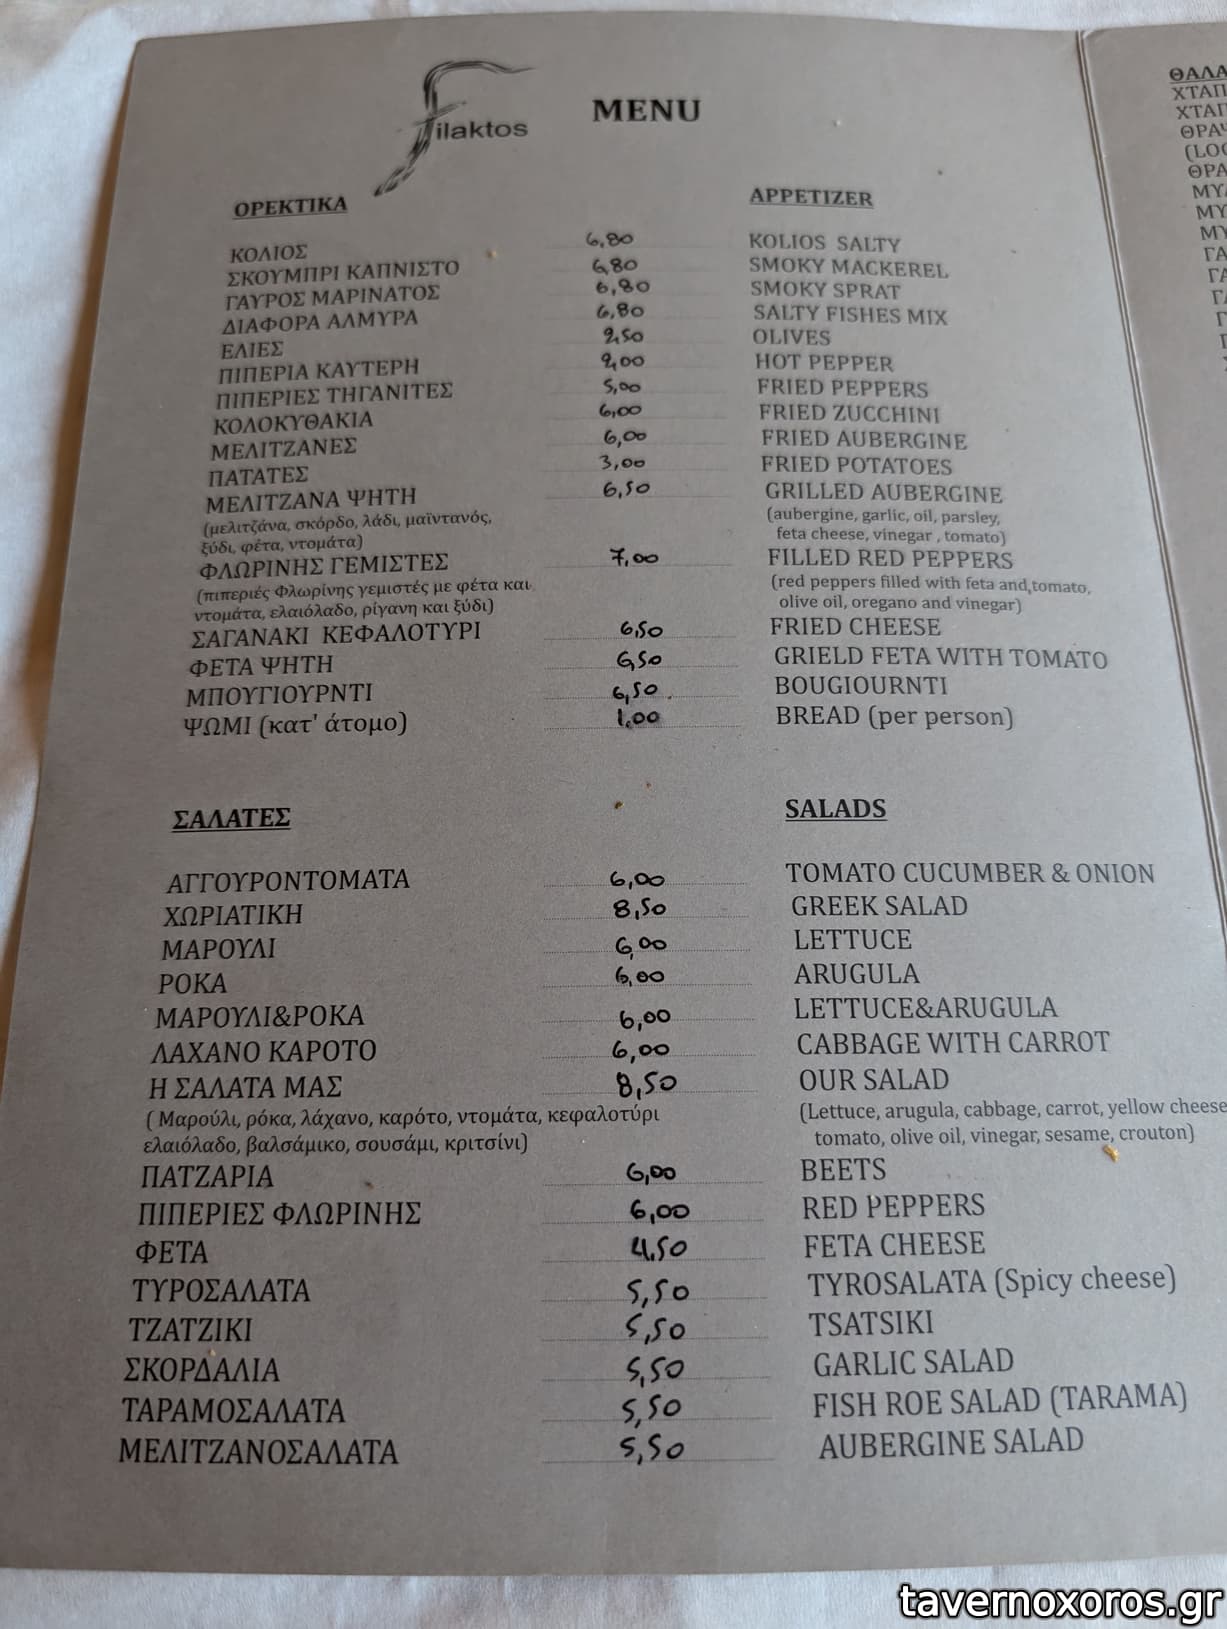 filaktos
MENU
ΟΡΕΚΤΙΚΑ APPETIZER
ΚΟΛΙΟΣ 6,80 KOLIOS SALTY
ΣΚΟΥΜΠΡΙ ΚΑΠΝΙΣΤΟ 6,80 SMOKY MACKEREL
ΓΑΥΡΟΣ ΜΑΡΙΝΑΤΟΣ 6,80 SMOKY SPRAT
ΔΙΑΦΟΡΑ ΑΛΜΥΡΑ 6,80 SALTY FISHES MIX
ΕΛΙΕΣ 2,50 OLIVES
ΠΙΠΕΡΙΑ ΚΑΥΤΕΡΗ 2,00 HOT PEPPER
ΠΙΠΕΡΙΕΣ ΤΗΓΑΝΙΤΕΣ 5,00 FRIED PEPPERS
ΚΟΛΟΚΥΘΑΚΙΑ 6,00 FRIED ZUCCHINI
ΜΕΛΙΤΖΑΝΕΣ 6,00 FRIED AUBERGINE
ΠΑΤΑΤΕΣ 3,00 FRIED POTATOES
ΜΕΛΙΤΖΑΝΑ ΨΗΤΗ 6,50 GRILLED AUBERGINE
(μελιτζάνα, σκόρδο, λάδι, μαϊντανός, (aubergine, garlic, oil, parsley,
ξύδι, φέτα, ντομάτα) feta cheese, vinegar , tomato)
ΦΛΩΡΙΝΗΣ ΓΕΜΙΣΤΕΣ 7,00 FILLED RED PEPPERS
(πιπεριές Φλωρίνης γεμιστές με φέτα και (red peppers filled with feta and tomato,
ντομάτα, ελαιόλαδο, ρίγανη και ξύδι) olive oil, oregano and vinegar)
ΣΑΓΑΝΑΚΙ ΚΕΦΑΛΟΤΥΡΙ 6,50 FRIED CHEESE
ΦΕΤΑ ΨΗΤΗ 6,50 GRIELD FETA WITH TOMATO
ΜΠΟΥΓΙΟΥΡΝΤΙ 6,50 BOUGIOURNTI
ΨΩΜΙ (κατ' άτομο) 1,00 BREAD (per person)
ΣΑΛΑΤΕΣ SALADS
ΑΓΓΟΥΡΟΝΤΟΜΑΤΑ 6,00 TOMATO CUCUMBER & ONION
ΧΩΡΙΑΤΙΚΗ 8,50 GREEK SALAD
ΜΑΡΟΥΛΙ 6,00 LETTUCE
ΡΟΚΑ 6,00 ARUGULA
ΜΑΡΟΥΛΙ&ΡΟΚΑ 6,00 LETTUCE&ARUGULA
ΛΑΧΑΝΟ ΚΑΡΟΤΟ 6,00 CABBAGE WITH CARROT
Η ΣΑΛΑΤΑ ΜΑΣ 8,50 OUR SALAD
( Μαρούλι, ρόκα, λάχανο, καρότο, ντομάτα, κεφαλοτύρι (Lettuce, arugula, cabbage, carrot, yellow cheese
ελαιόλαδο, βαλσάμικο, σουσάμι, κριτσίνι) tomato, olive oil, vinegar, sesame, crouton)
ΠΑΤΖΑΡΙΑ 6,00 BEETS
ΠΙΠΕΡΙΕΣ ΦΛΩΡΙΝΗΣ 6,00 RED PEPPERS
ΦΕΤΑ 4,50 FETA CHEESE
ΤΥΡΟΣΑΛΑΤΑ 5,50 TYROSALATA (Spicy cheese)
ΤΖΑΤΖΙΚΙ 5,50 TSATSIKI
ΣΚΟΡΔΑΛΙΑ 5,50 GARLIC SALAD
ΤΑΡΑΜΟΣΑΛΑΤΑ 5,50 FISH ROE SALAD (TARAMA)
ΜΕΛΙΤΖΑΝΟΣΑΛΑΤΑ 5,50 AUBERGINE SALAD
tavernoxoros.gr